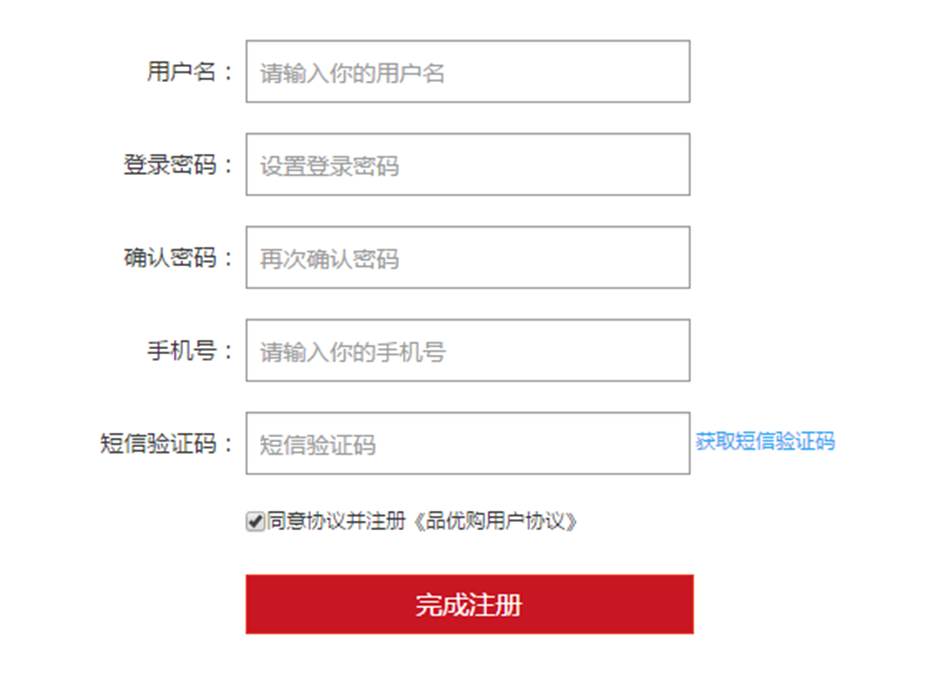 用户名： 请输入你的用户名
登录密码： 设置登录密码
确认密码： 再次确认密码
手机号： 请输入你的手机号
短信验证码： 短信验证码 获取短信验证码
同意协议并注册《品优购用户协议》
完成注册